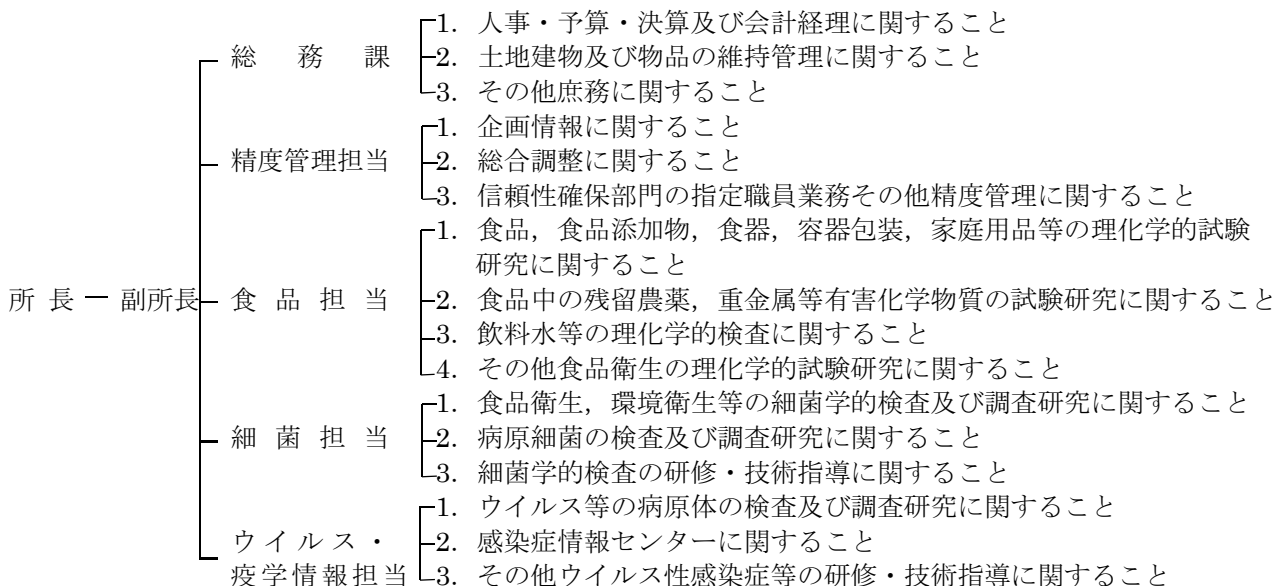 1. 人事・予算・決算及び会計経理に関すること
総務課
2. 土地建物及び物品の維持管理に関すること
3. その他庶務に関すること
1. 企画情報に関すること
精度管理担当
2. 総合調整に関すること
3. 信頼性確保部門の指定職員業務その他精度管理に関すること
1. 食品，食品添加物，食器，容器包装，家庭用品等の理化学的試験
研究に関すること
所長
副所長
食品担当
2. 食品中の残留農薬，重金属等有害化学物質の試験研究に関すること
3. 飲料水等の理化学的検査に関すること
4. その他食品衛生の理化学的試験研究に関すること
1. 食品衛生，環境衛生等の細菌学的検査及び調査研究に関すること
細菌担当
2. 病原細菌の検査及び調査研究に関すること
3. 細菌学的検査の研修・技術指導に関すること
1. ウイルス等の病原体の検査及び調査研究に関すること
ウイルス・
疫学情報担当
2. 感染症情報センターに関すること
3. その他ウイルス性感染症等の研修・技術指導に関すること